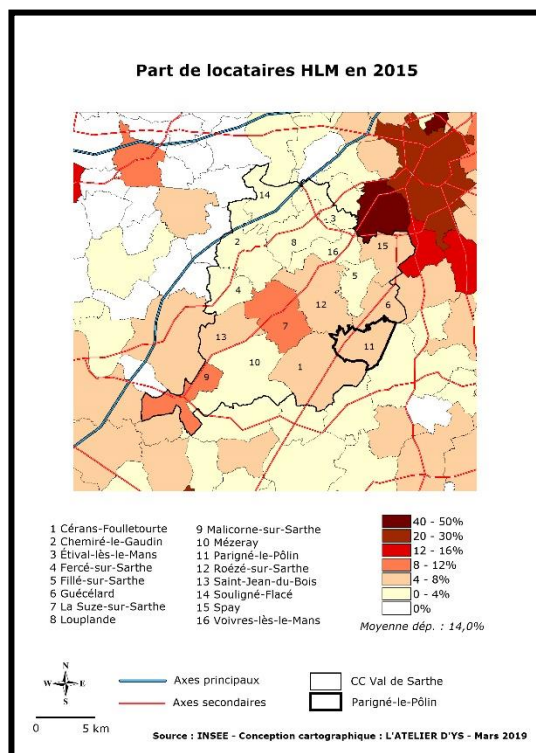 Part de locataires HLM en 2015
14
3
2
8
16
15
5
4
12
6
7
13
11
10
1
9
1 Cérans-Foulletourte
2 Chemiré-le-Gaudin
3 Étival-lès-le-Mans
4 Fercé-sur-Sarthe
5 Fillé-sur-Sarthe
6 Guécélard
7 La Suze-sur-Sarthe
8 Louplande
9 Malicorne-sur-Sarthe
10 Mézeray
11 Parigné-le-Pôlin
12 Roézé-sur-Sarthe
13 Saint-Jean-du-Bois
14 Souligné-Flacé
15 Spay
16 Voivres-lès-le-Mans
40 - 50%
20 - 30%
12 - 16%
8 - 12%
4 - 8%
0 - 4%
0%
Moyenne dép. : 14,0%
N
W E
S
0 5 km
Axes principaux
Axes secondaires
CC Val de Sarthe
Parigné-le-Pôlin
Source : INSEE - Conception cartographique : L'ATELIER D'YS - Mars 2019